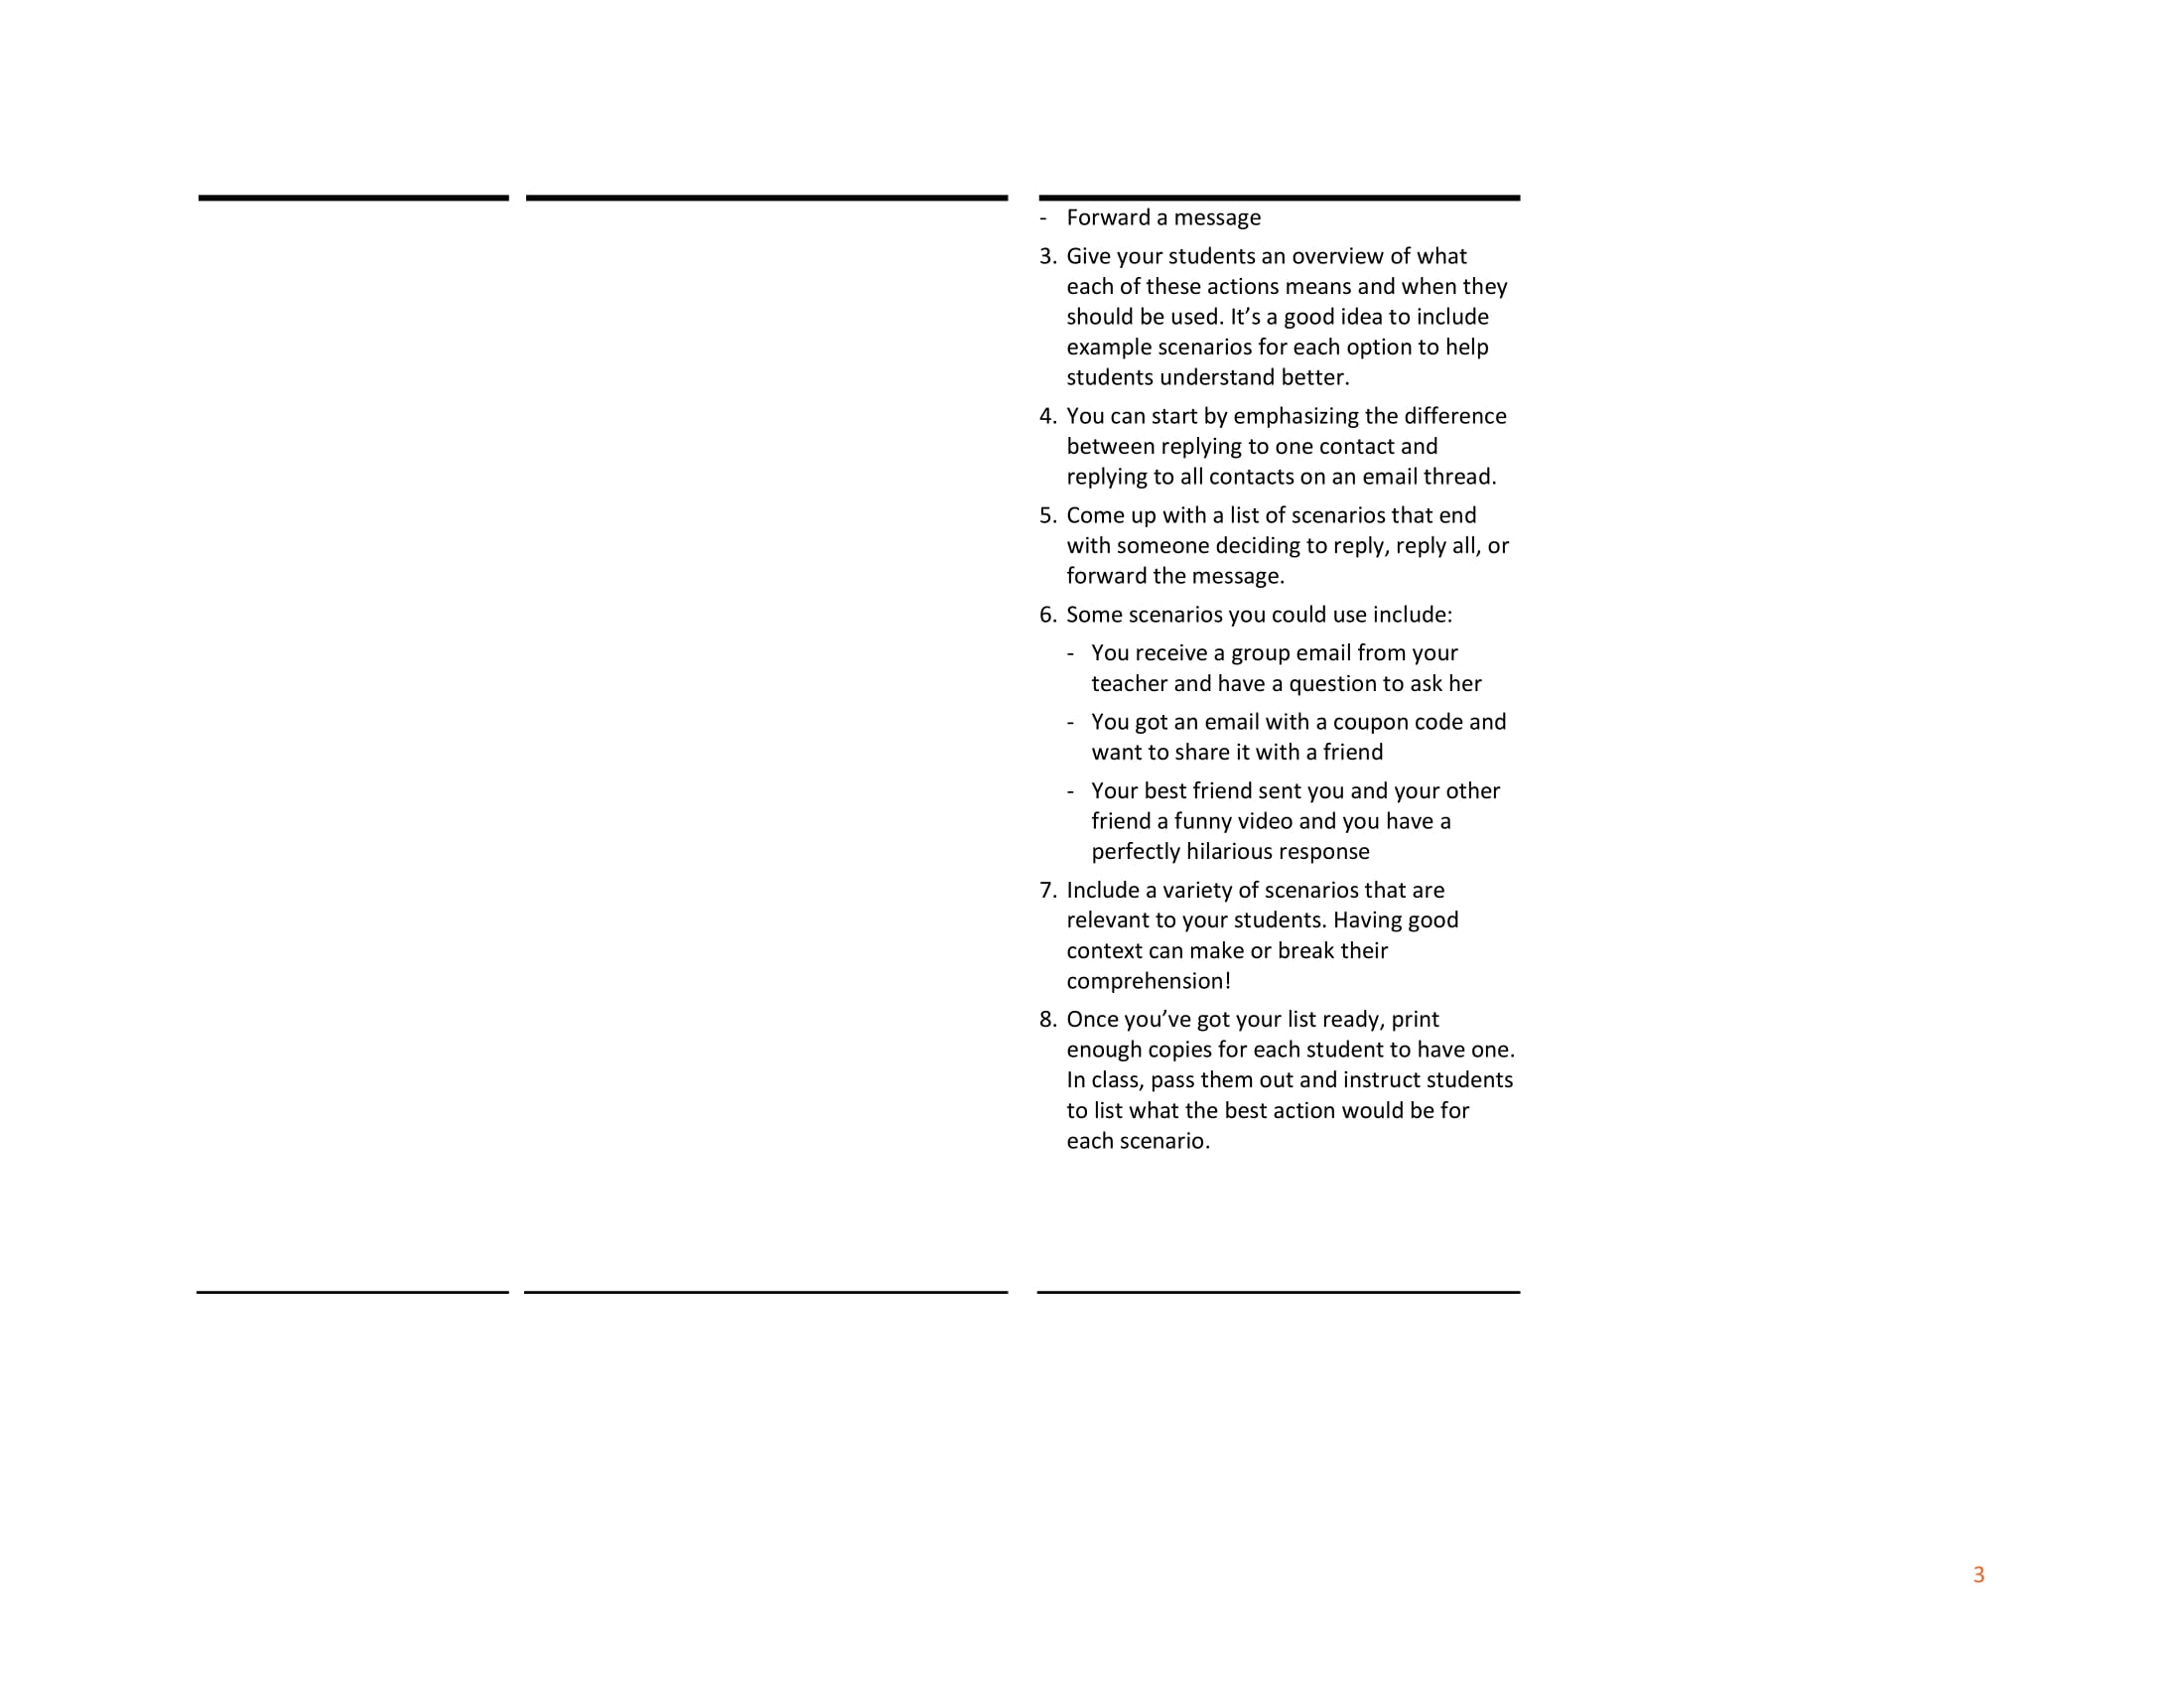 - Forward a message
3. Give your students an overview of what
each of these actions means and when they
should be used. It’s a good idea to include
example scenarios for each option to help
students understand better.
4. You can start by emphasizing the difference
between replying to one contact and
replying to all contacts on an email thread.
5. Come up with a list of scenarios that end
with someone deciding to reply, reply all, or
forward the message.
6. Some scenarios you could use include:
- You receive a group email from your
teacher and have a question to ask her
- You got an email with a coupon code and
want to share it with a friend
- Your best friend sent you and your other
friend a funny video and you have a
perfectly hilarious response
7. Include a variety of scenarios that are
relevant to your students. Having good
context can make or break their
comprehension!
8. Once you’ve got your list ready, print
enough copies for each student to have one.
In class, pass them out and instruct students
to list what the best action would be for
each scenario.
3